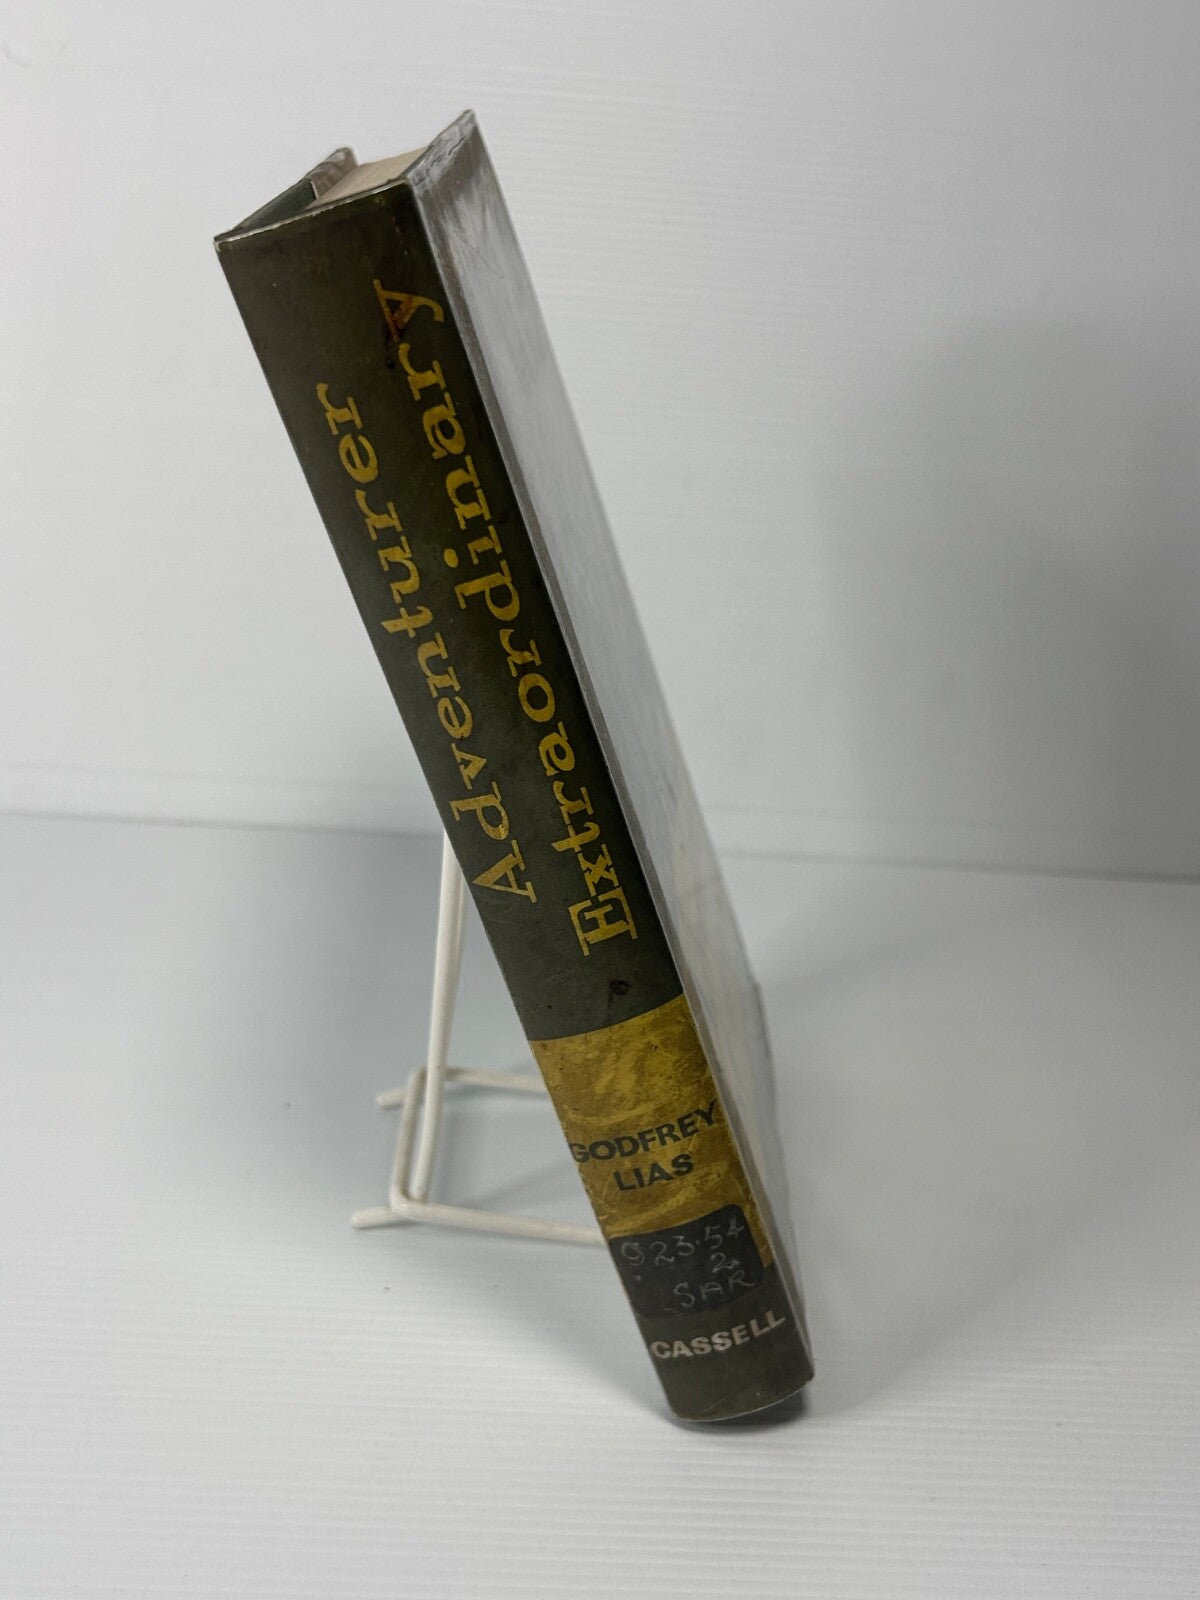 Adventurer
Extraordinary
GODFREY
LIAS
923.54
2
SAR
CASSELL